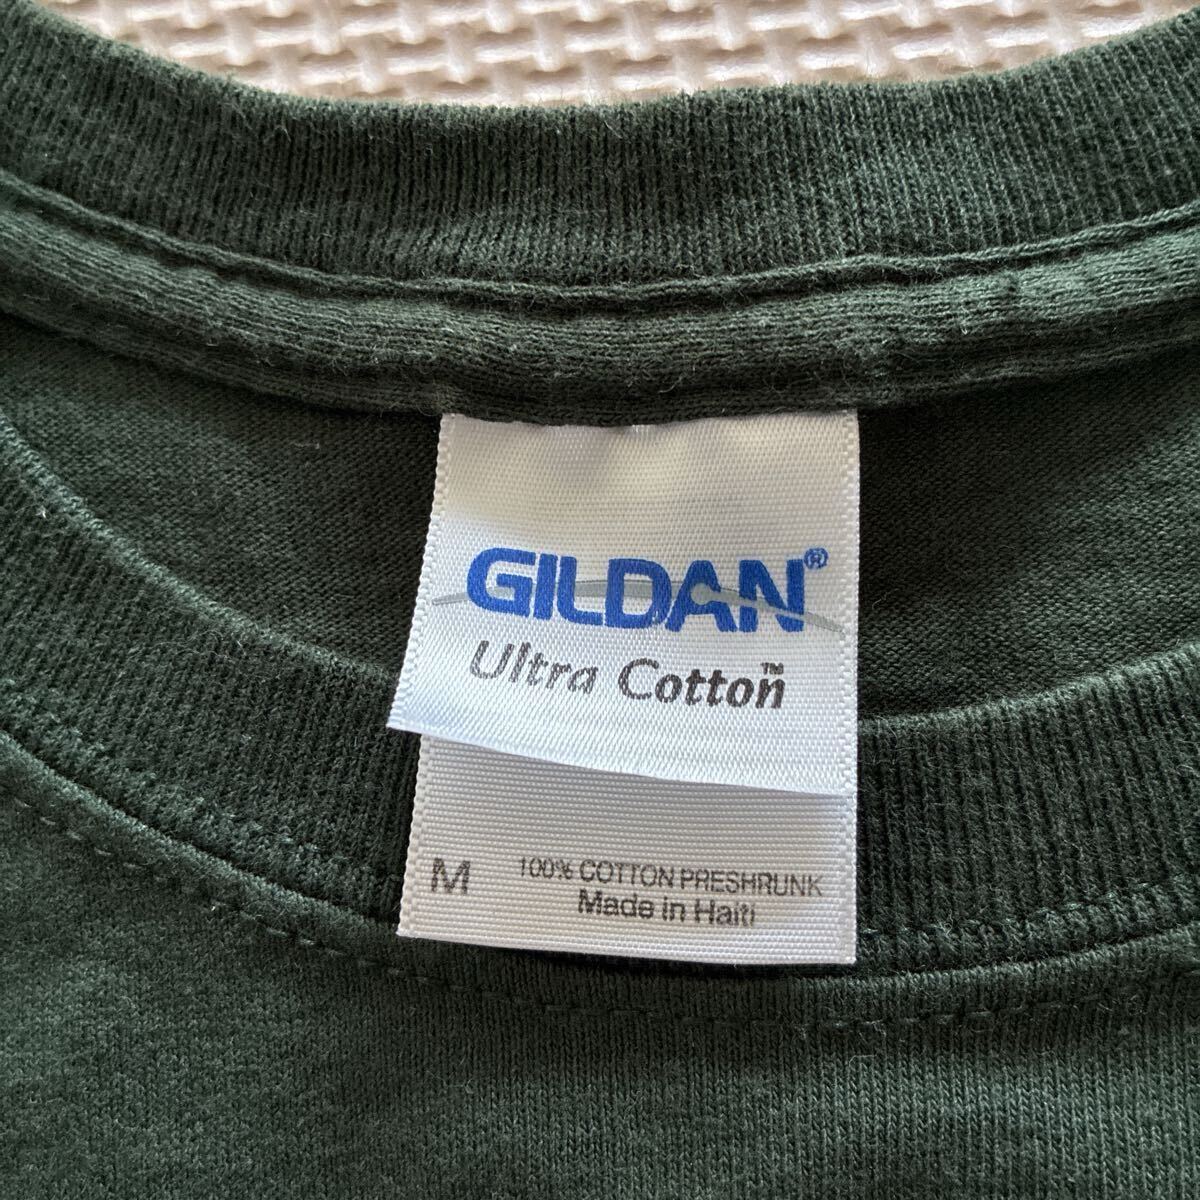 GILDAN®
Ultra Cotton™
M 100% COTTON PRESHRUNK
Made in Haiti